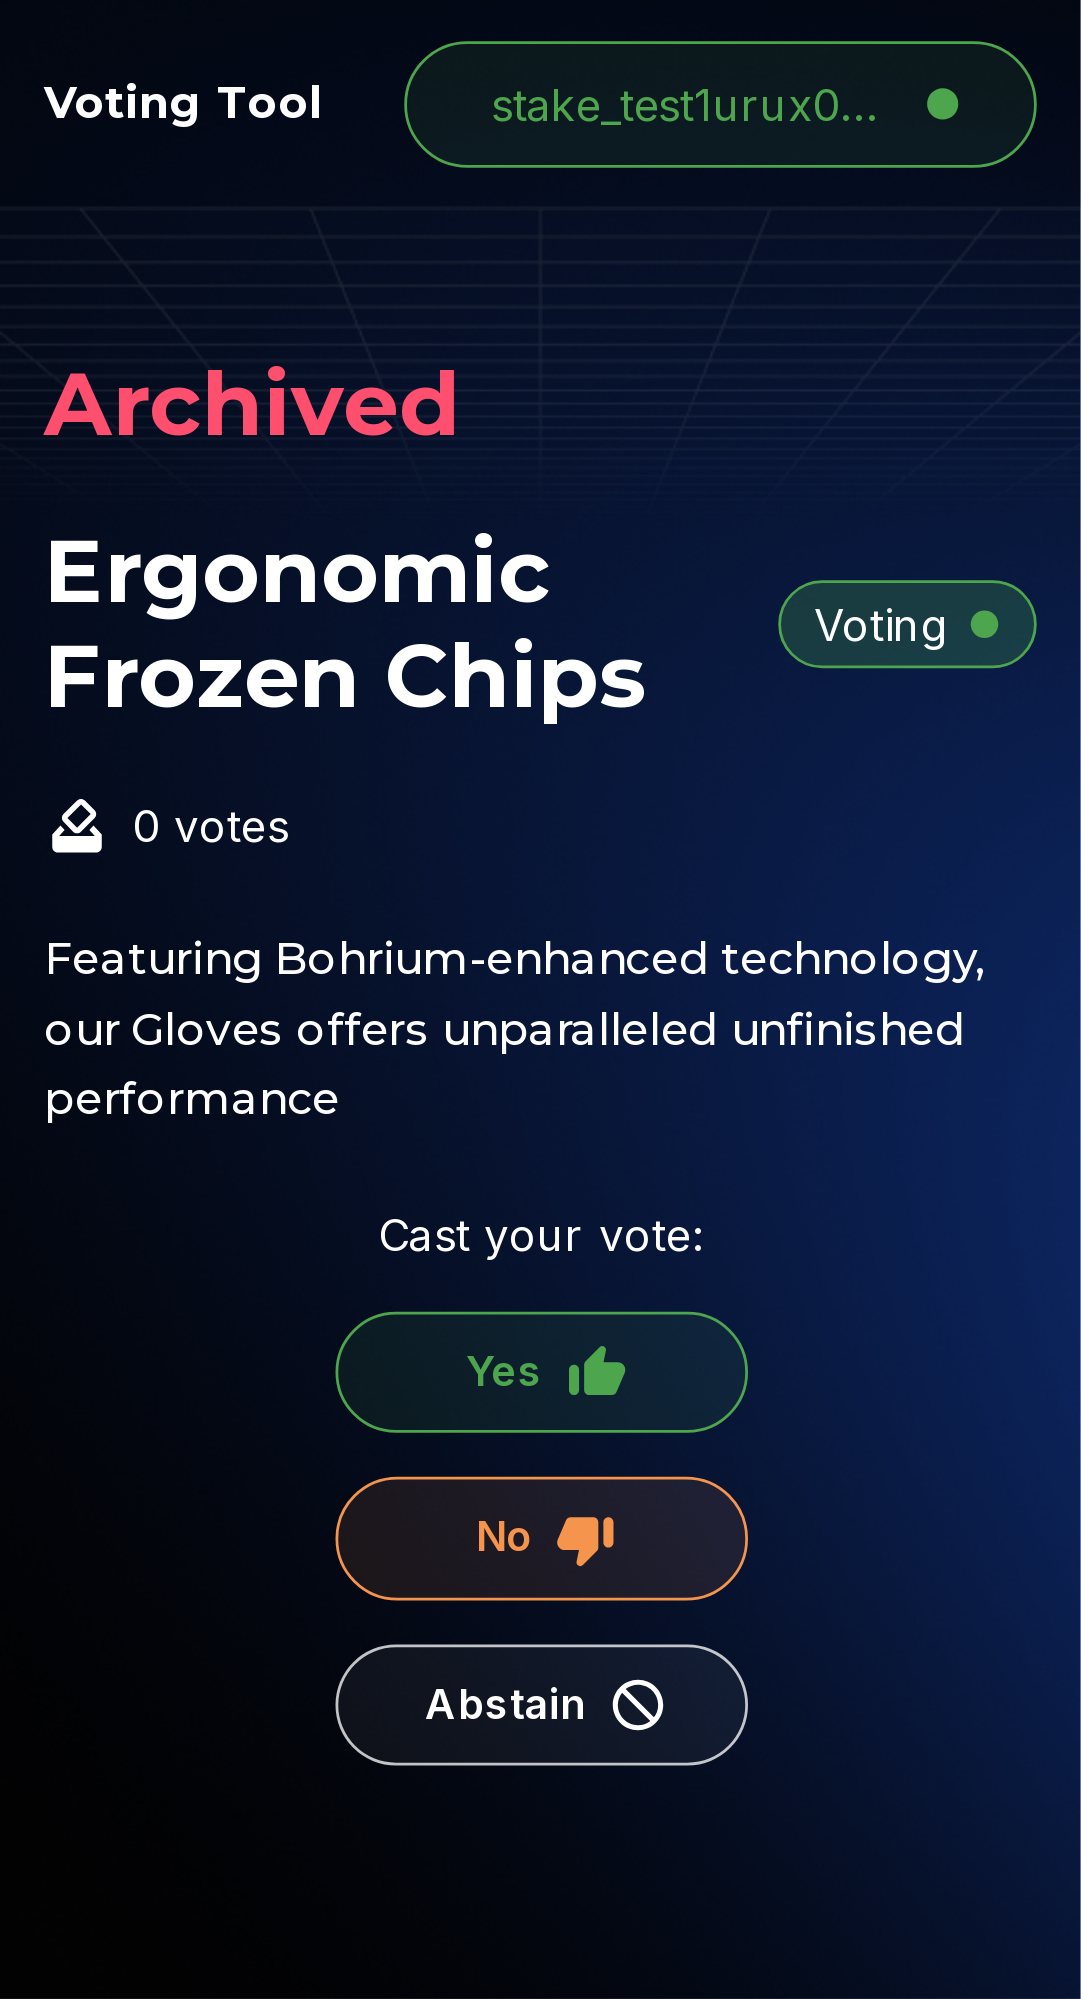 Voting Tool
stake_test1urux0...
Archived
Ergonomic
Frozen Chips
Voting
0 votes
Featuring Bohrium-enhanced technology,
our Gloves offers unparalleled unfinished
performance
Cast your vote:
Yes
No
Abstain